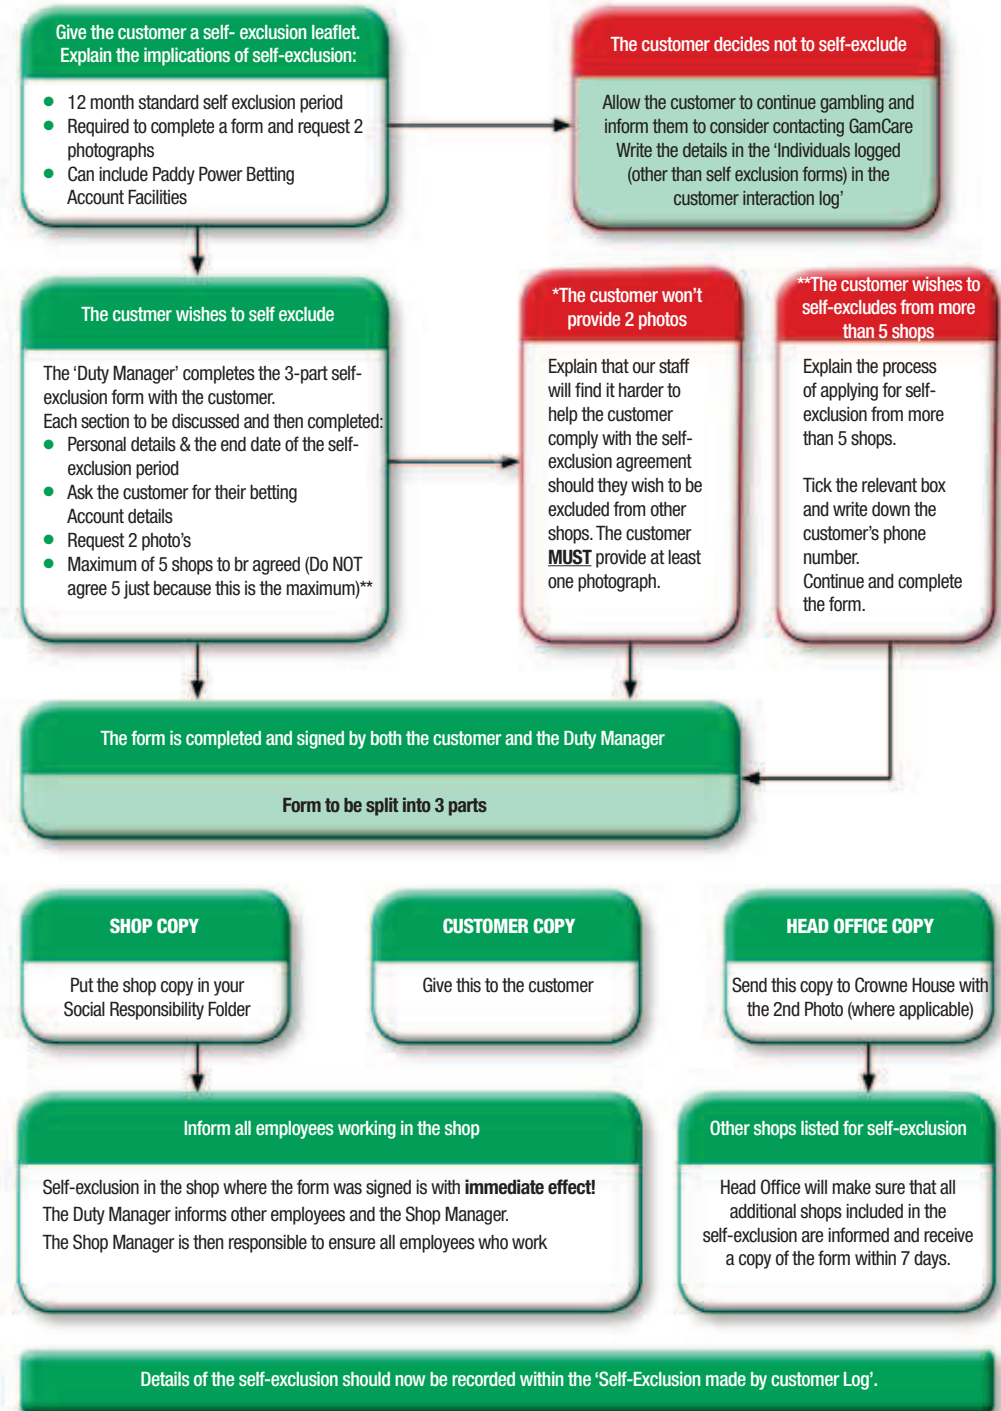 Give the customer a self- exclusion leaflet.
Explain the implications of self-exclusion:
● 12 month standard self exclusion period
● Required to complete a form and request 2
photographs
● Can include Paddy Power Betting
Account Facilities
The customer decides not to self-exclude
Allow the customer to continue gambling and
inform them to consider contacting GamCare
Write the details in the ‘Individuals logged
(other than self exclusion forms) in the
customer interaction log’
The custmer wishes to self exclude
The ‘Duty Manager’ completes the 3-part self-
exclusion form with the customer.
Each section to be discussed and then completed:
● Personal details & the end date of the self-
exclusion period
● Ask the customer for their betting
Account details
● Request 2 photo’s
● Maximum of 5 shops to br agreed (Do NOT
agree 5 just because this is the maximum)**
*The customer won’t
provide 2 photos
Explain that our staff
will find it harder to
help the customer
comply with the self-
exclusion agreement
should they wish to be
excluded from other
shops. The customer
MUST provide at least
one photograph.
**The customer wishes to
self-excludes from more
than 5 shops
Explain the process
of applying for self-
exclusion from more
than 5 shops.
Tick the relevant box
and write down the
customer’s phone
number.
Continue and complete
the form.
The form is completed and signed by both the customer and the Duty Manager
Form to be split into 3 parts
SHOP COPY
Put the shop copy in your
Social Responsibility Folder
CUSTOMER COPY
Give this to the customer
HEAD OFFICE COPY
Send this copy to Crowne House with
the 2nd Photo (where applicable)
Inform all employees working in the shop
Self-exclusion in the shop where the form was signed is with immediate effect!
The Duty Manager informs other employees and the Shop Manager.
The Shop Manager is then responsible to ensure all employees who work
Other shops listed for self-exclusion
Head Office will make sure that all
additional shops included in the
self-exclusion are informed and receive
a copy of the form within 7 days.
Details of the self-exclusion should now be recorded within the ‘Self-Exclusion made by customer Log’.